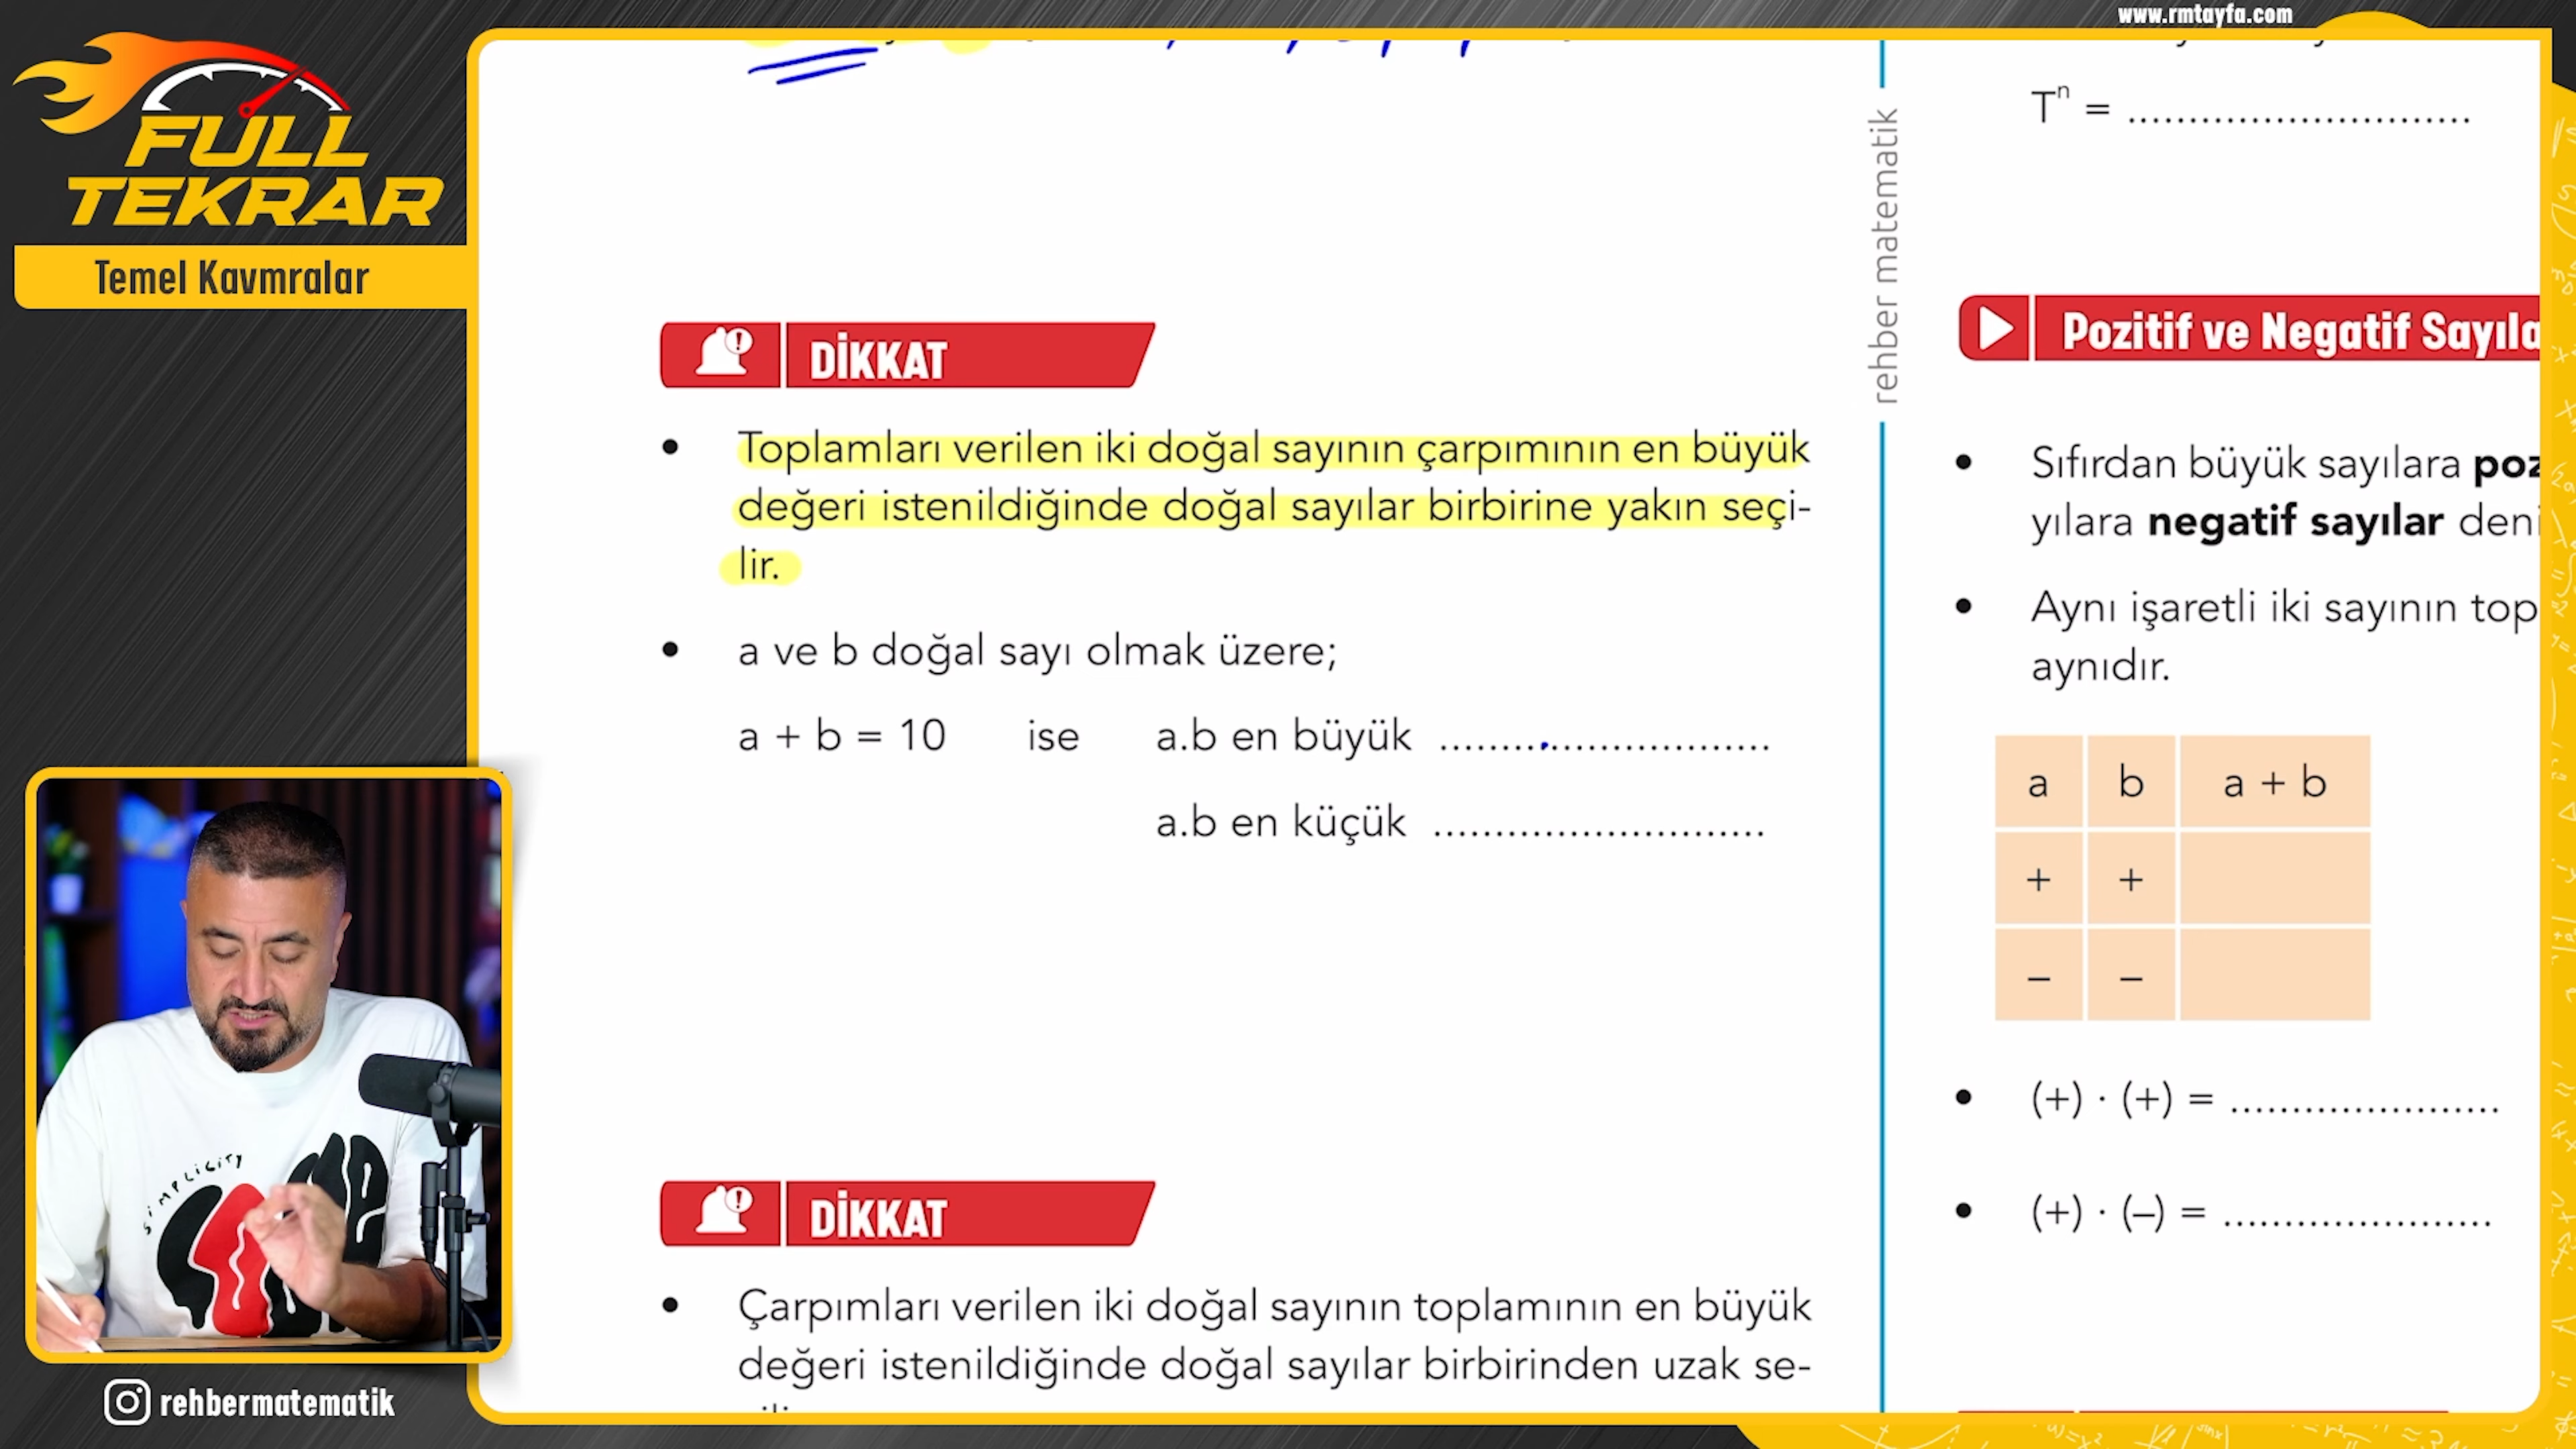 www.rmtayfa.com
FULL
TEKRAR
Temel Kavmralar
DİKKAT
• Toplamları verilen iki doğal sayının çarpımının en büyük
değeri istenildiğinde doğal sayılar birbirine yakın seçi-
lir.
• a ve b doğal sayı olmak üzere;
a + b = 10 ise a.b en büyük ...........................
a.b en küçük ...........................
DİKKAT
• Çarpımları verilen iki doğal sayının toplamının en büyük
değeri istenildiğinde doğal sayılar birbirinden uzak se-
rehber matematik
Tⁿ = ............................
Pozitif ve Negatif Sayıla
• Sıfırdan büyük sayılara poz
yılara negatif sayılar deni
• Aynı işaretli iki sayının top
aynıdır.
a b a + b
+ +
– –
• (+) · (+) = ......................
• (+) · (–) = ......................
SiMPLiCiTY
rehbermatematik